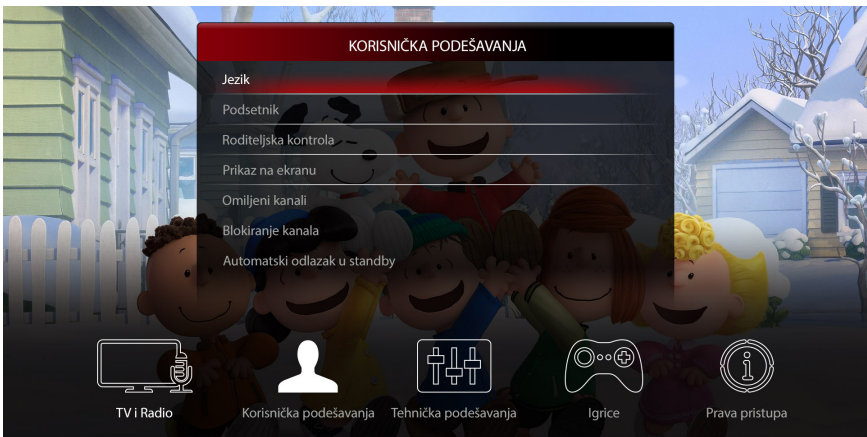 KORISNIČKA PODEŠAVANJA
Jezik
Podsetnik
Roditeljska kontrola
Prikaz na ekranu
Omiljeni kanali
Blokiranje kanala
Automatski odlazak u standby
TV i Radio
Korisnička podešavanja
Tehnička podešavanja
Igrice
Prava pristupa